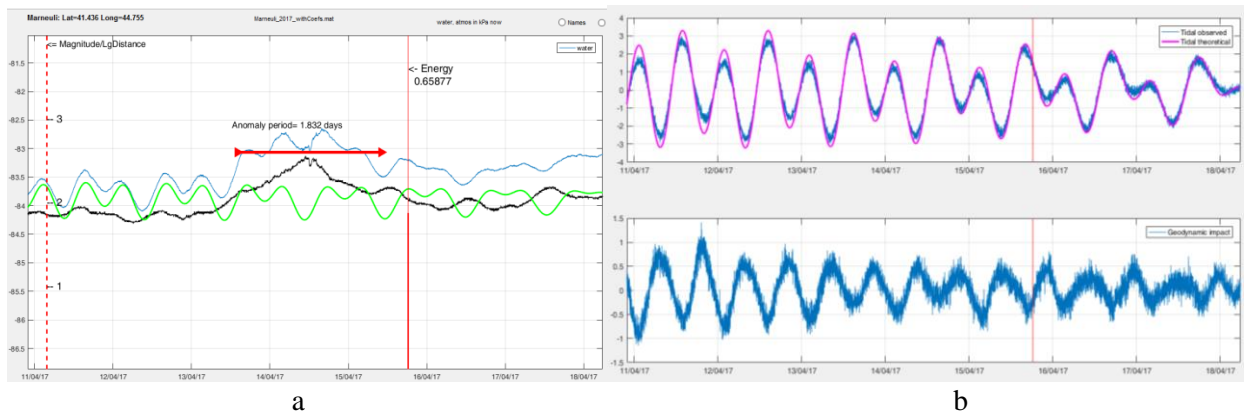 Marneuli: Lat=41.436 Long=44.755
Marneuli_2017_withCoefs.mat
water, atmos in kPa now
Names
<= Magnitude/LgDistance
water
-81.5
-82
-82.5
-83
-83.5
-84
-84.5
-85
-85.5
-86
-86.5
3
2
1
<- Energy
0.65877
Anomaly period= 1.832 days
11/04/17 12/04/17 13/04/17 14/04/17 15/04/17 16/04/17 17/04/17 18/04/17
a
4
3
2
1
0
-1
-2
-3
-4
Tidal observed
Tidal theoretical
11/04/17 12/04/17 13/04/17 14/04/17 15/04/17 16/04/17 17/04/17 18/04/17
1.5
1
0.5
0
-0.5
-1
-1.5
Geodynamic impact
11/04/17 12/04/17 13/04/17 14/04/17 15/04/17 16/04/17 17/04/17 18/04/17
b